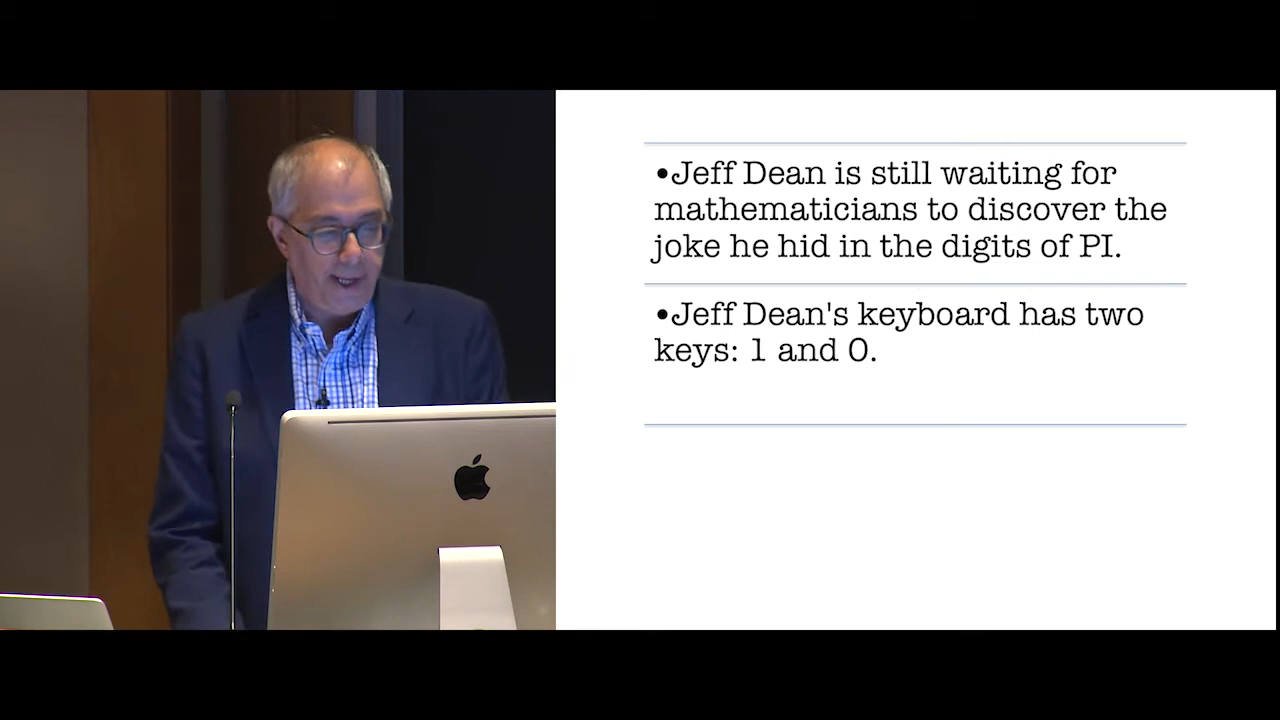 •Jeff Dean is still waiting for
mathematicians to discover the
joke he hid in the digits of PI.
•Jeff Dean's keyboard has two
keys: 1 and 0.